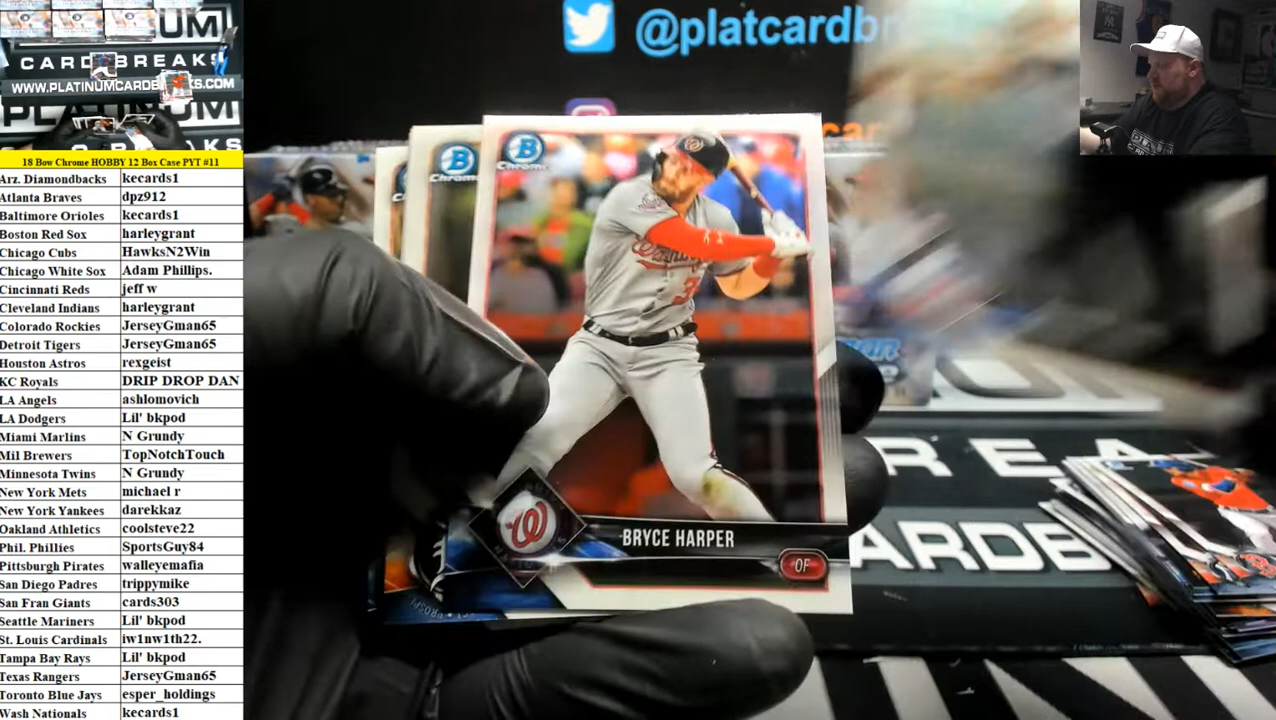 @platcardbr
CARD BREAKS
WWW.PLATINUMCARDBREAKS.COM
18 Bow Chrome HOBBY 12 Box Case PYT #11
Arz. Diamondbacks kecards1
Atlanta Braves dpz912
Baltimore Orioles kecards1
Boston Red Sox harleygrant
Chicago Cubs HawksN2Win
Chicago White Sox Adam Phillips.
Cincinnati Reds jeff w
Cleveland Indians harleygrant
Colorado Rockies JerseyGman65
Detroit Tigers JerseyGman65
Houston Astros rexgeist
KC Royals DRIP DROP DAN
LA Angels ashlomovich
LA Dodgers Lil' bkpod
Miami Marlins N Grundy
Mil Brewers TopNotchTouch
Minnesota Twins N Grundy
New York Mets michael r
New York Yankees darekkaz
Oakland Athletics coolsteve22
Phil. Phillies SportsGuy84
Pittsburgh Pirates walleyemafia
San Diego Padres trippymike
San Fran Giants cards303
Seattle Mariners Lil' bkpod
St. Louis Cardinals iw1nw1th22.
Tampa Bay Rays Lil' bkpod
Texas Rangers JerseyGman65
Toronto Blue Jays esper_holdings
Wash Nationals kecards1
B
Chrome
B
Chrome
W
BRYCE HARPER
OF
REA
CARDB